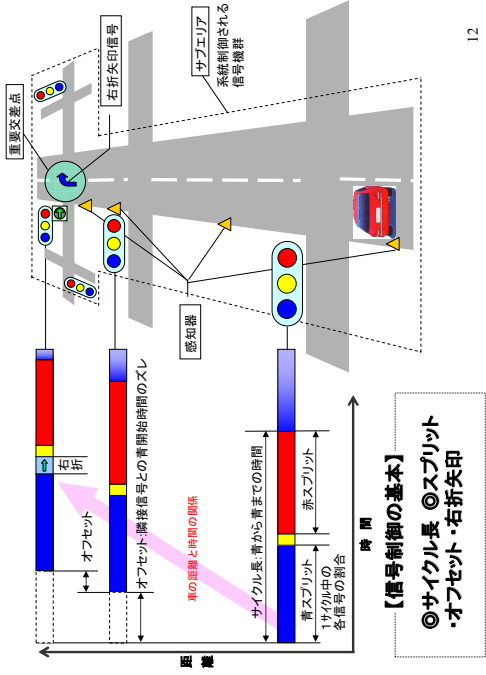 重要交差点
右折矢印信号
サブエリア
系統制御される
信号機群
感知器
右折
オフセット
オフセット:隣接信号との青開始時間のズレ
車の距離と時間の関係
サイクル長:青から青までの時間
青スプリット
赤スプリット
1サイクル中の
各信号の割合
距離
時間
【信号制御の基本】
◎サイクル長 ◎スプリット
・オフセット・右折矢印
12